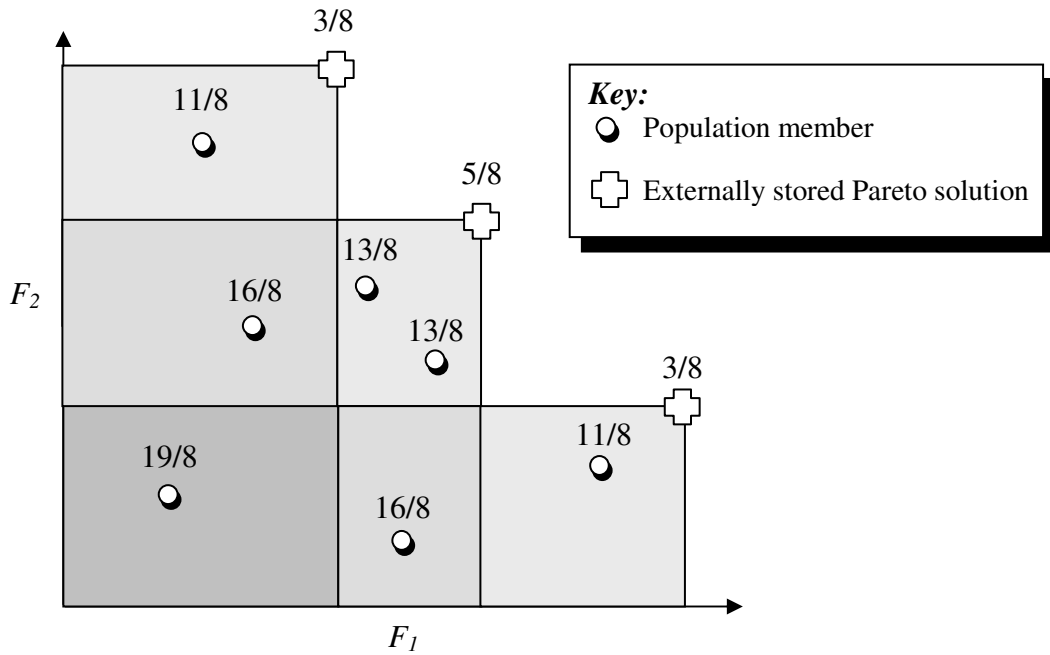 3/8
Key:
11/8
Population member
5/8
Externally stored Pareto solution
13/8
F2
16/8
13/8
3/8
11/8
19/8
16/8
F1